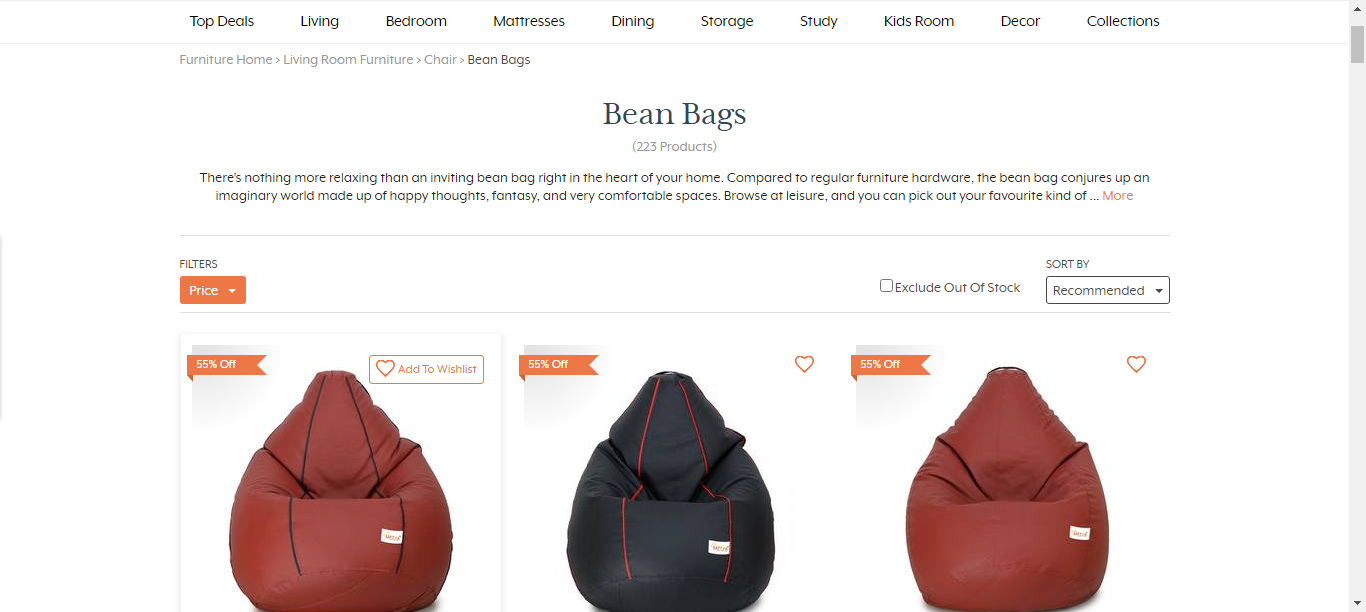 Top Deals Living Bedroom Mattresses Dining Storage Study Kids Room Decor Collections
Furniture Home > Living Room Furniture > Chair > Bean Bags
Bean Bags
(223 Products)
There's nothing more relaxing than an inviting bean bag right in the heart of your home. Compared to regular furniture hardware, the bean bag conjures up an
imaginary world made up of happy thoughts, fantasy, and very comfortable spaces. Browse at leisure, and you can pick out your favourite kind of ... More
FILTERS
Price
Exclude Out Of Stock
SORT BY
Recommended
55% Off
Add To Wishlist
55% Off
55% Off